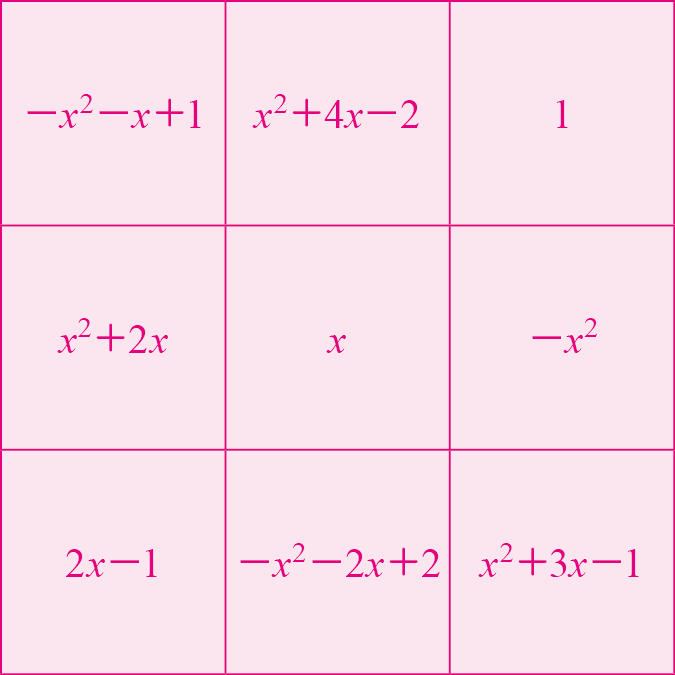 −x²−x+1 x²+4x−2 1
x²+2x x −x²
2x−1 −x²−2x+2 x²+3x−1